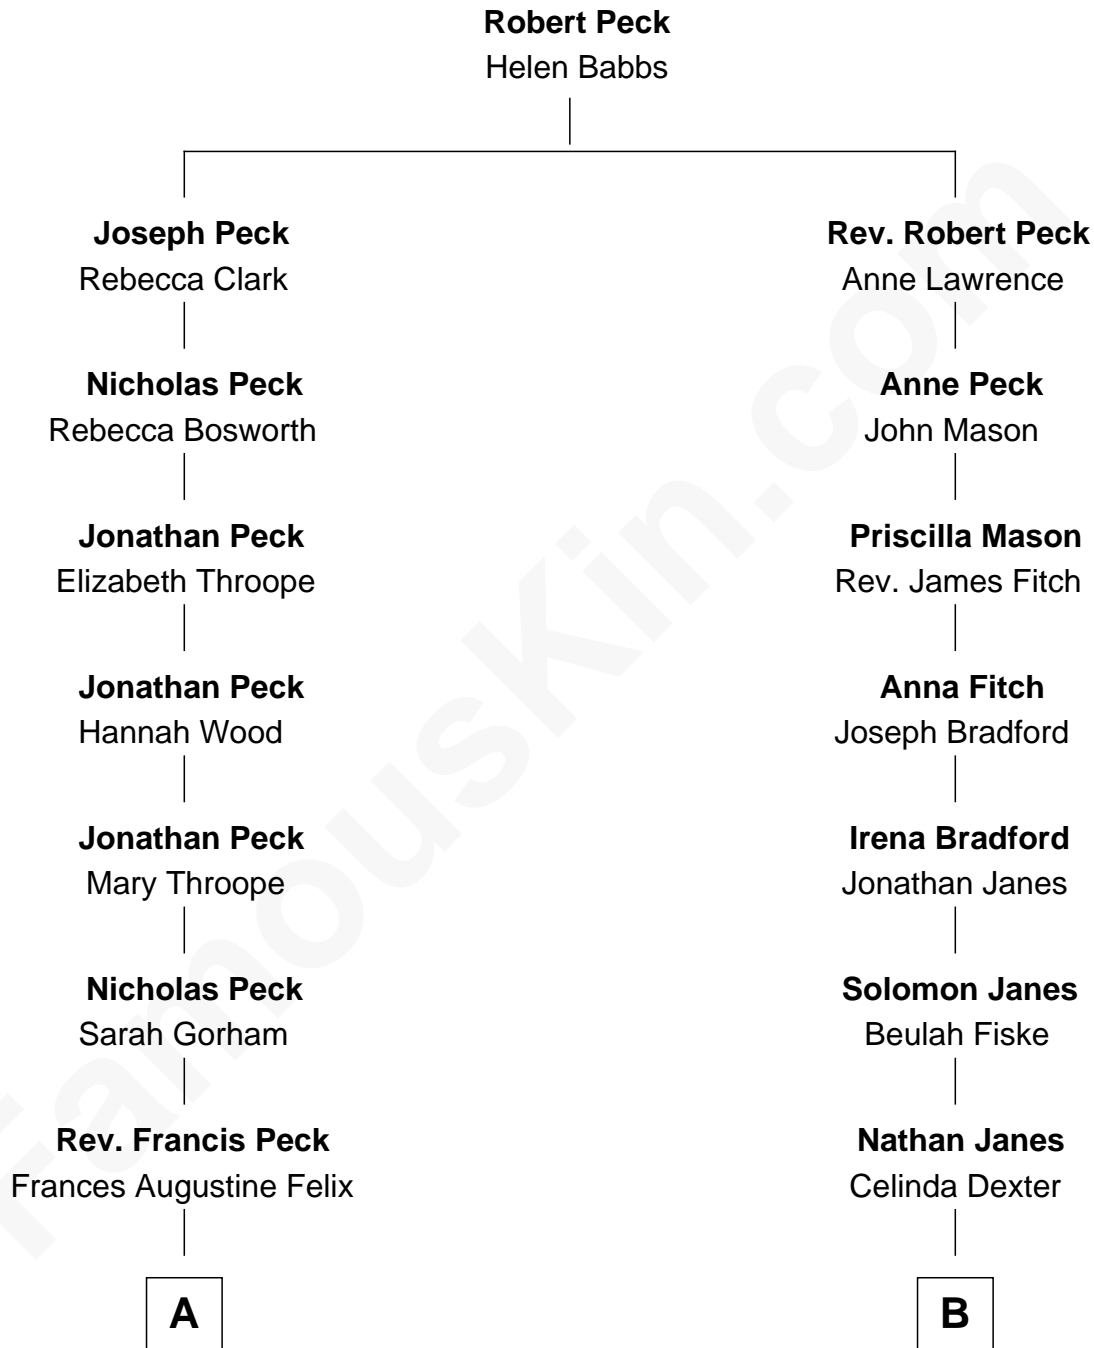 Robert Peck
Helen Babbs
Joseph Peck
Rebecca Clark
Nicholas Peck
Rebecca Bosworth
Jonathan Peck
Elizabeth Throope
Jonathan Peck
Hannah Wood
Jonathan Peck
Mary Throope
Nicholas Peck
Sarah Gorham
Rev. Francis Peck
Frances Augustine Felix
A
Rev. Robert Peck
Anne Lawrence
Anne Peck
John Mason
Priscilla Mason
Rev. James Fitch
Anna Fitch
Joseph Bradford
Irena Bradford
Jonathan Janes
Solomon Janes
Beulah Fiske
Nathan Janes
Celinda Dexter
B
FamousKin.com